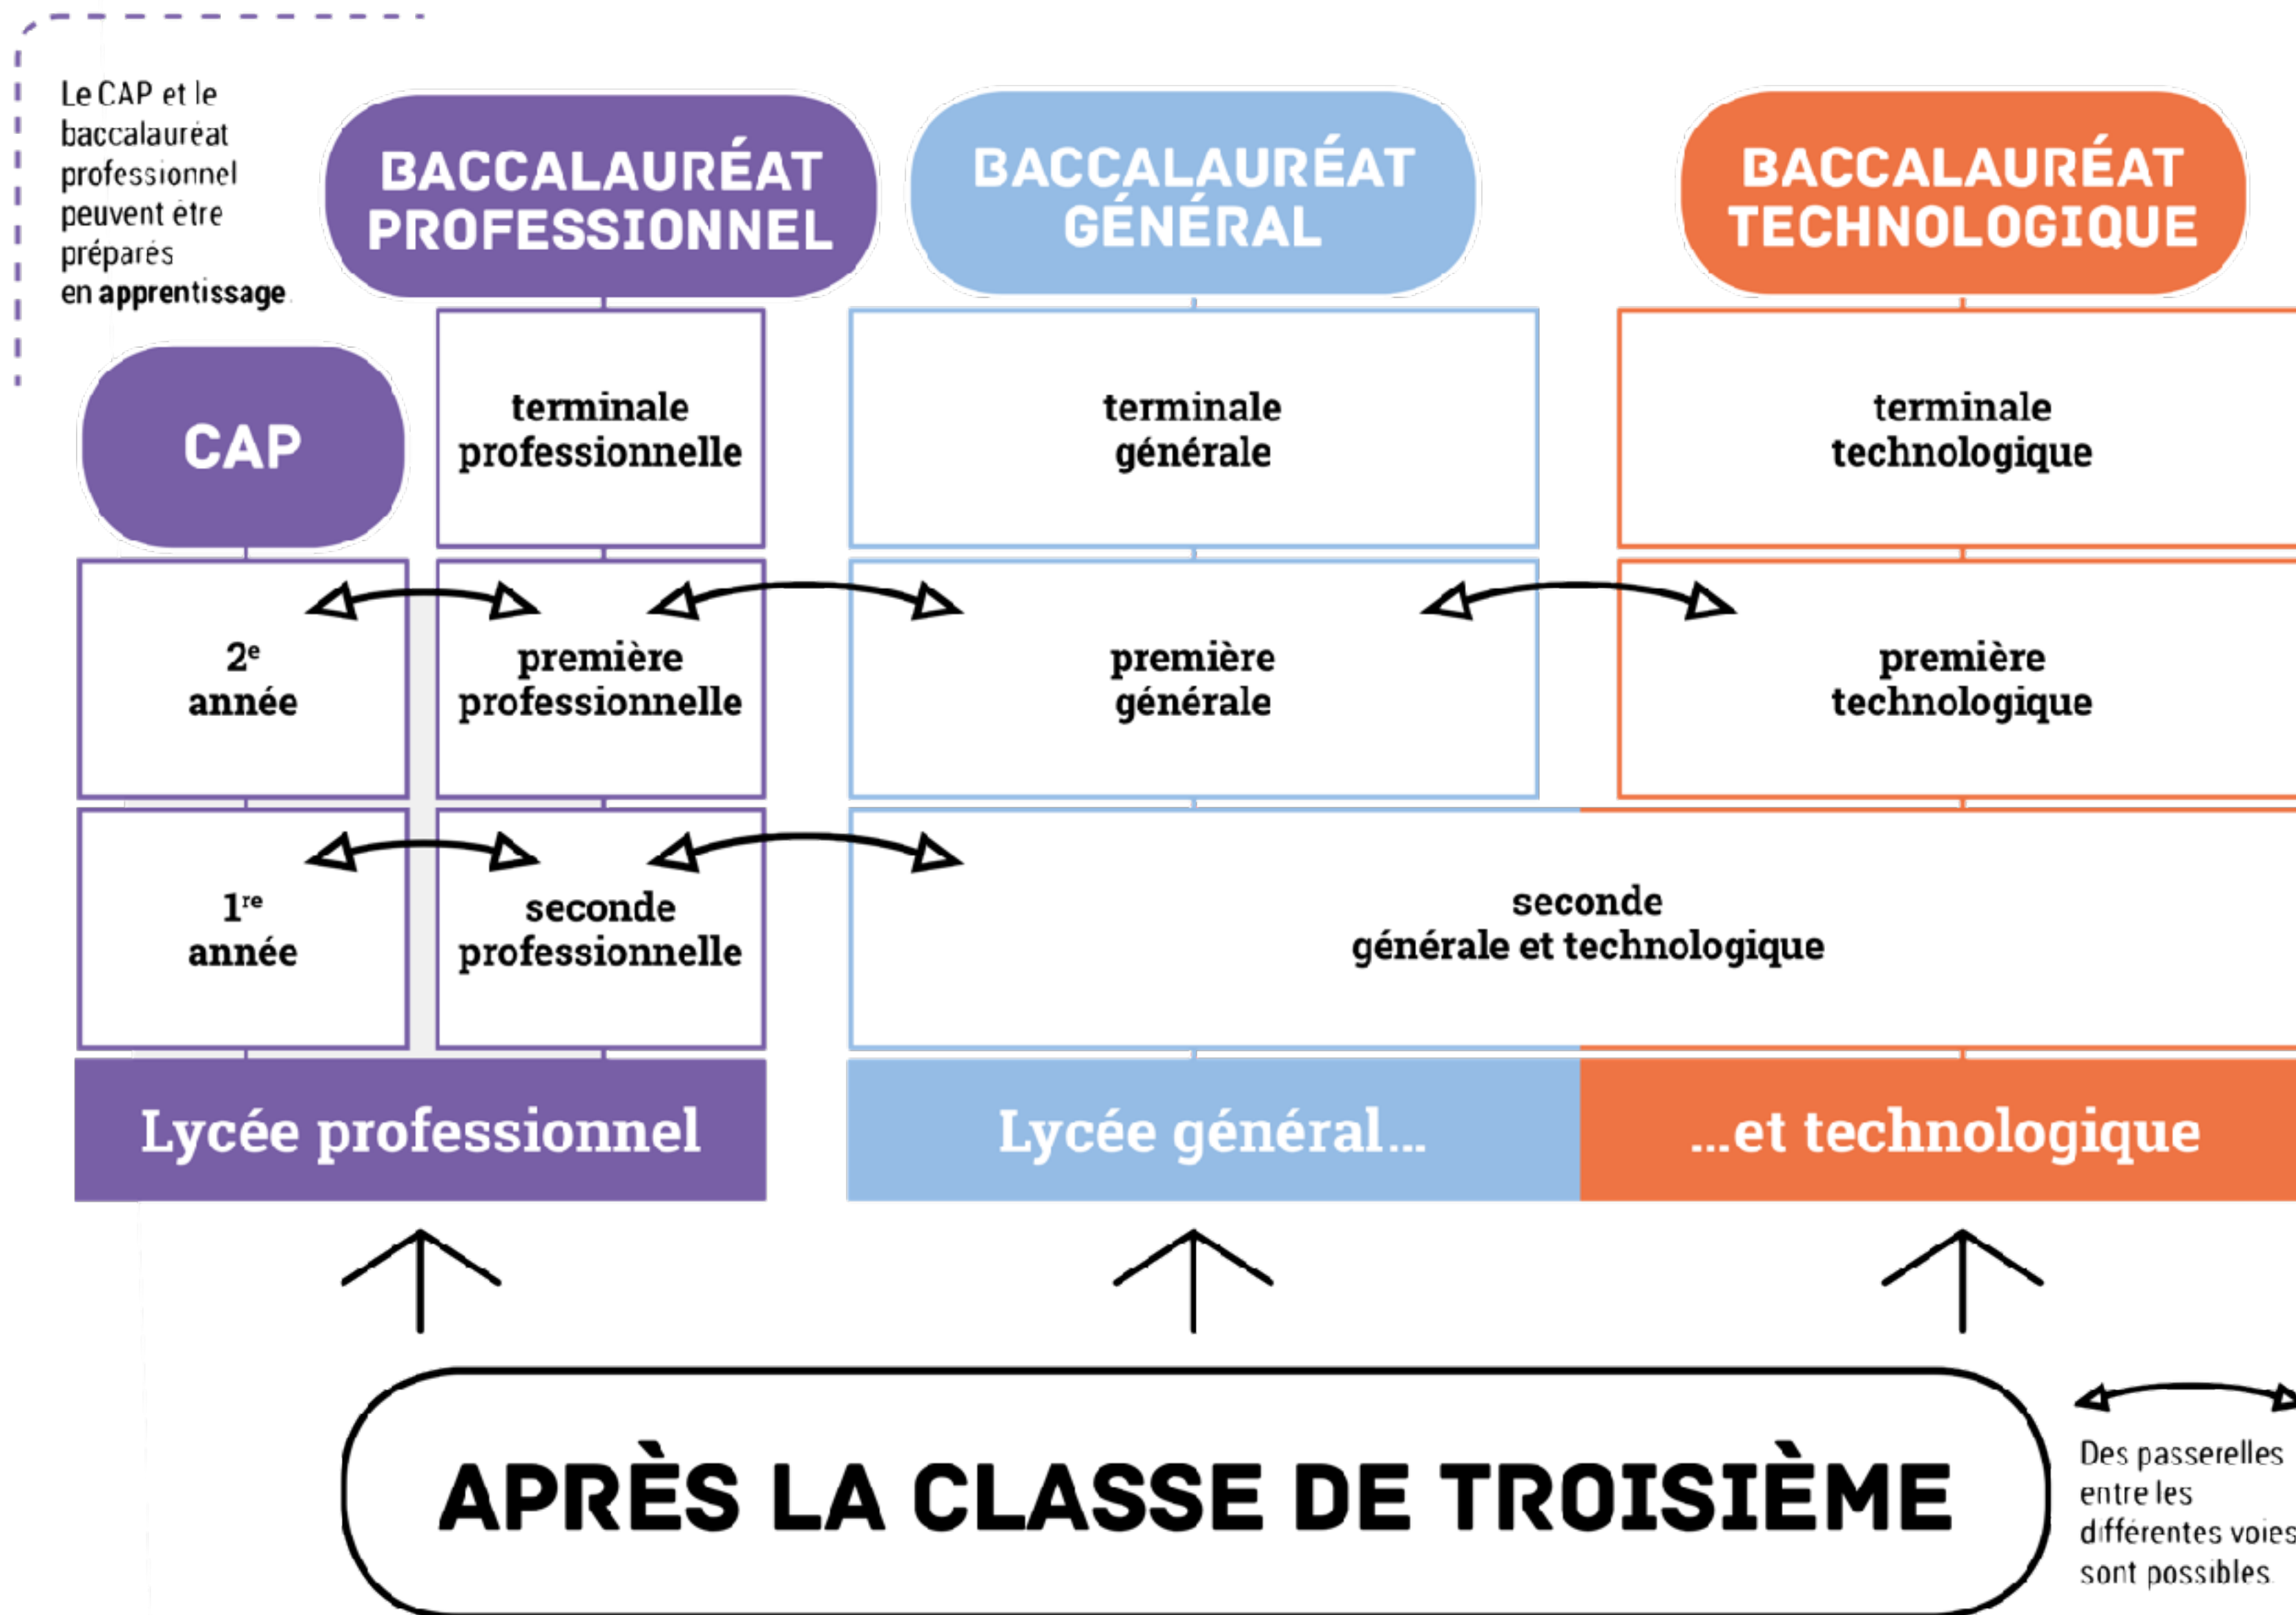 Le CAP et le
baccalauréat
professionnel
peuvent être
préparés
en apprentissage.
BACCALAURÉAT
PROFESSIONNEL
BACCALAURÉAT
GÉNÉRAL
BACCALAURÉAT
TECHNOLOGIQUE
CAP
terminale
professionnelle
terminale
générale
terminale
technologique
2e
année
première
professionnelle
première
générale
première
technologique
1re
année
seconde
professionnelle
seconde
générale et technologique
Lycée professionnel
Lycée général...
...et technologique
APRÈS LA CLASSE DE TROISIÈME
Des passerelles
entre les
différentes voies
sont possibles.